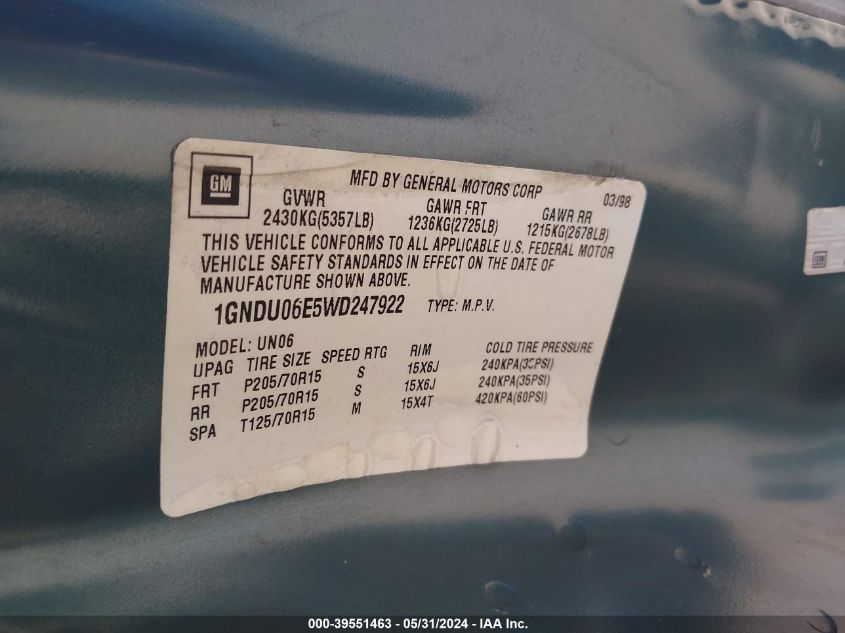 GM
MFD BY GENERAL MOTORS CORP 03/98
GVWR GAWR FRT GAWR RR
2430KG(5357LB) 1236KG(2725LB) 1215KG(2678LB)
THIS VEHICLE CONFORMS TO ALL APPLICABLE U.S. FEDERAL MOTOR
VEHICLE SAFETY STANDARDS IN EFFECT ON THE DATE OF
MANUFACTURE SHOWN ABOVE.
1GNDU06E5WD247922 TYPE: M.P.V.
MODEL: UN06
UPAG TIRE SIZE SPEED RTG RIM COLD TIRE PRESSURE
FRT P205/70R15 S 15X6J 240KPA(35PSI)
RR P205/70R15 S 15X6J 240KPA(35PSI)
SPA T125/70R15 M 15X4T 420KPA(60PSI)
GM
000-39551463 - 05/31/2024 - IAA Inc.